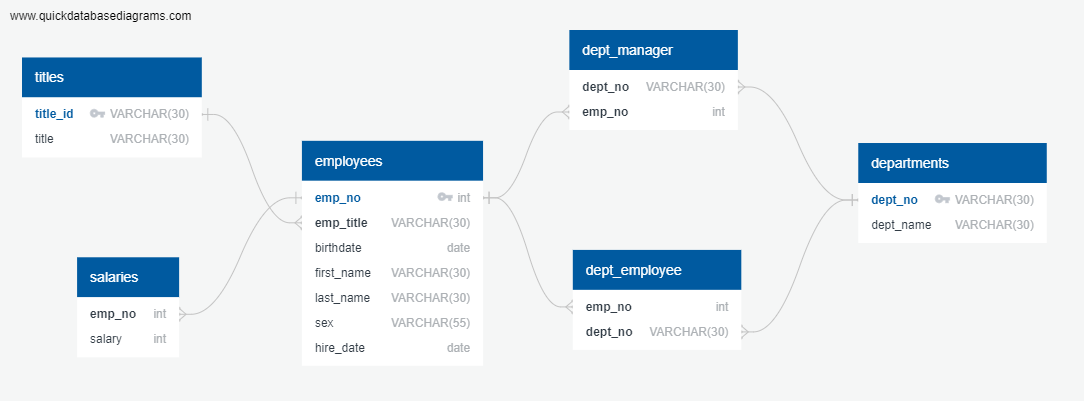 www.quickdatabasediagrams.com
titles
title_id VARCHAR(30)
title VARCHAR(30)
salaries
emp_no int
salary int
employees
emp_no int
emp_title VARCHAR(30)
birthdate date
first_name VARCHAR(30)
last_name VARCHAR(30)
sex VARCHAR(55)
hire_date date
dept_manager
dept_no VARCHAR(30)
emp_no int
dept_employee
emp_no int
dept_no VARCHAR(30)
departments
dept_no VARCHAR(30)
dept_name VARCHAR(30)